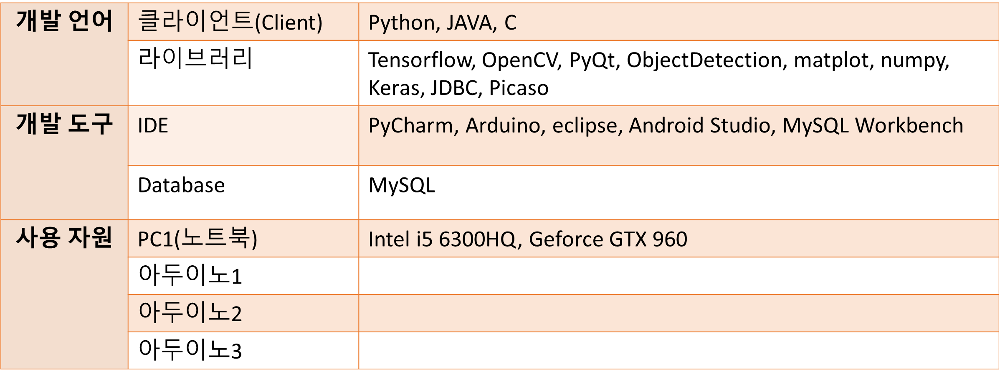 개발 언어 클라이언트(Client) Python, JAVA, C
라이브러리 Tensorflow, OpenCV, PyQt, ObjectDetection, matplot, numpy,
Keras, JDBC, Picaso
개발 도구 IDE PyCharm, Arduino, eclipse, Android Studio, MySQL Workbench
Database MySQL
사용 자원 PC1(노트북) Intel i5 6300HQ, Geforce GTX 960
아두이노1
아두이노2
아두이노3